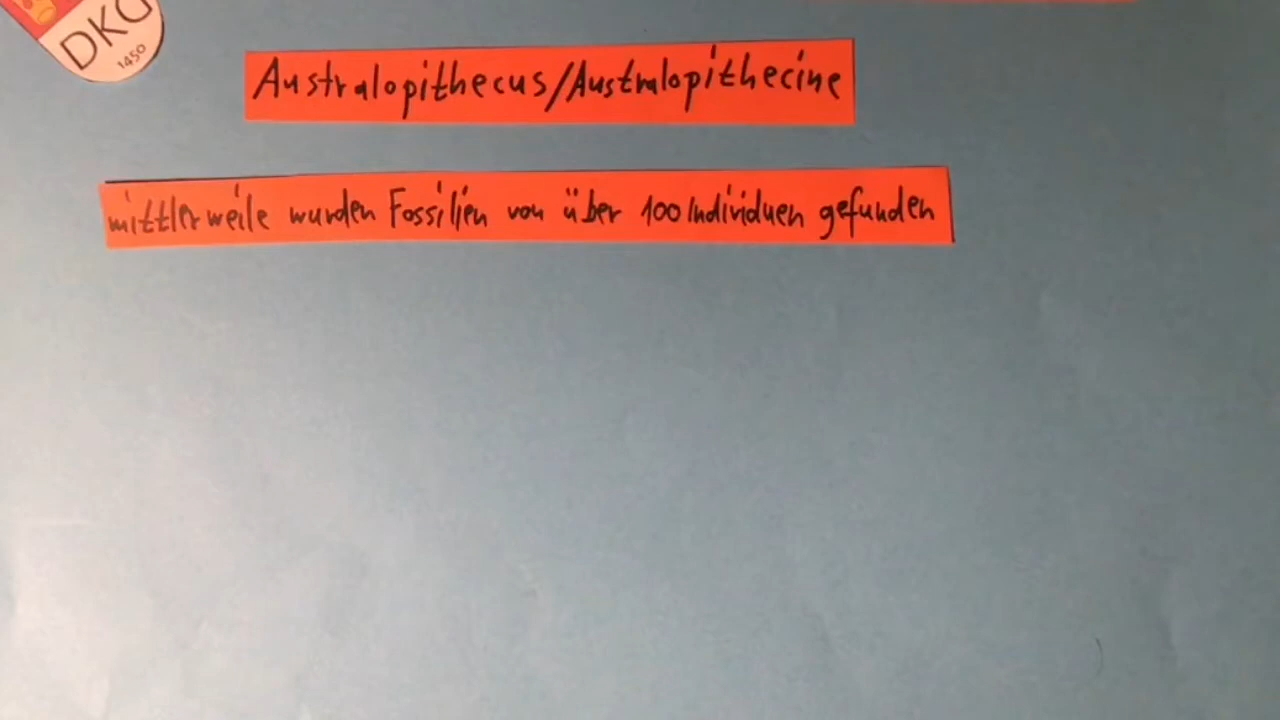 DKG
1450
Australopithecus/Australopithecine
mittlerweile wurden Fossilien von über 100 Individuen gefunden